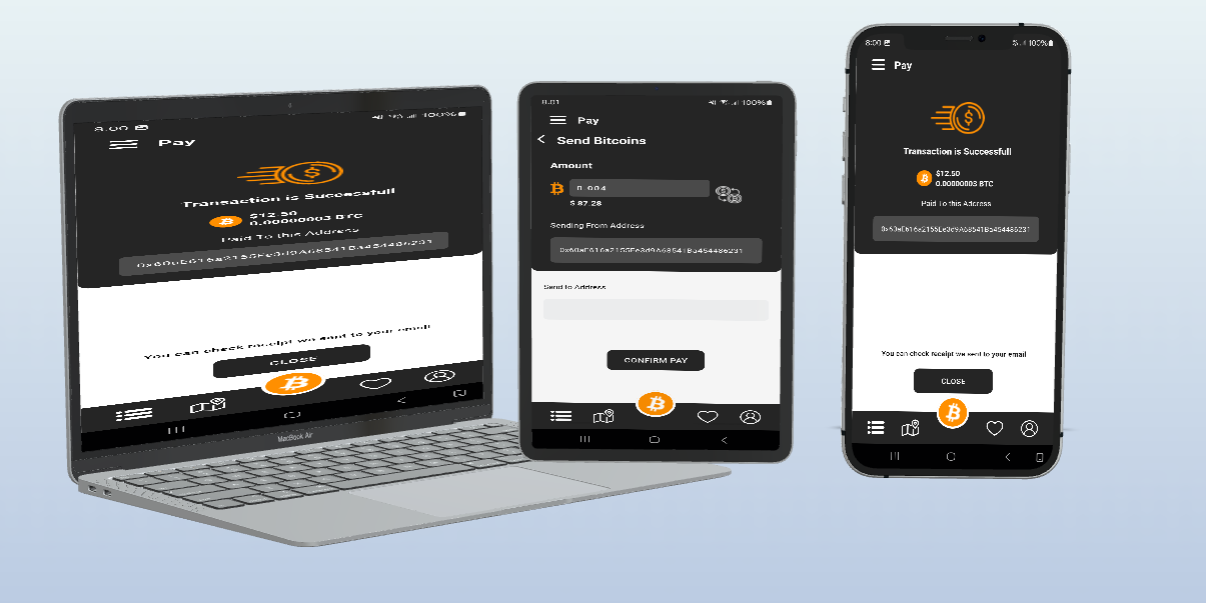 8:00
100%
Pay
Transaction is Successfull
$12.50
0.00000003 BTC
Paid To this Address
You can check receipt we sent to your email
CLOSE
MacBook Air
8:01
100%
Pay
Send Bitcoins
Amount
0.004
$ 87.28
Sending From Address
Send to Address
CONFIRM PAY
8:00
100%
Pay
Transaction is Successfull
$12.50
0.00000003 BTC
Paid To this Address
0x60aE616a2155Ee3d9A68541Ba454486231
You can check receipt we sent to your email
CLOSE